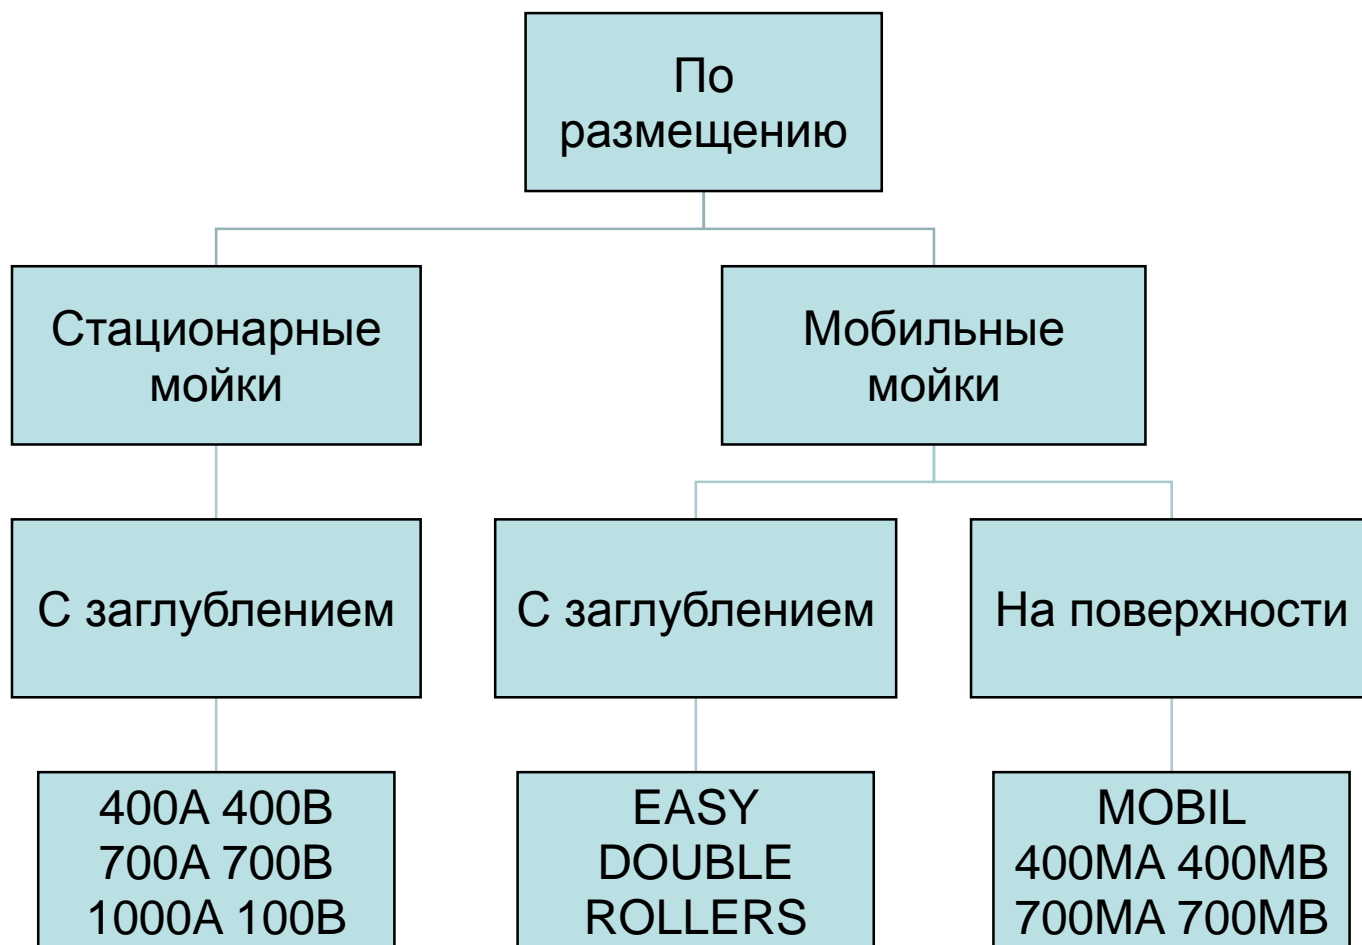 По
размещению
Стационарные
мойки
Мобильные
мойки
С заглублением
С заглублением
На поверхности
400A 400B
700A 700B
1000A 100B
EASY
DOUBLE
ROLLERS
MOBIL
400MA 400MB
700MA 700MB